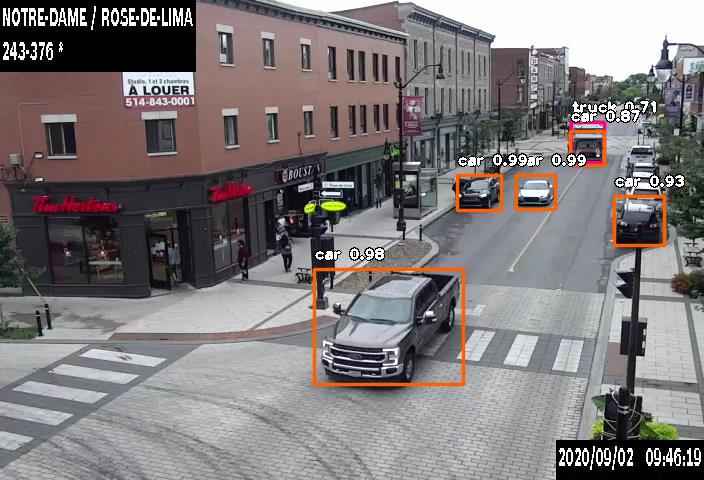 NOTRE-DAME / ROSE-DE-LIMA
243-376 *
Studio, 1 et 2 chambres
À LOUER
514-843-0001
Tim Hortons
Tim Hortons
BOUSTAN
truck 0.71
car 0.87
car 0.99
ar 0.99
car 0.93
car 0.98
2020/09/02 09:46:19